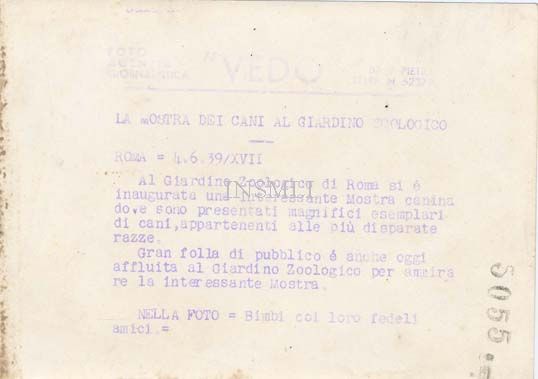 FOTO
AGENZIA
GIORNALISTICA
"VEDO
LA mOSTRA DEI CANI AL GIARDINO ZOOLOGICO
ROMA = 4.6.39/XVII
Al Giardino Zoologico di Roma si é
inaugurata una interessante Mostra canina
dove sono presentati magnifici esemplari
di cani,appartenenti alle più disparate
razze.
Gran folla di pubblico é anche oggi
affluita al Giardino Zoologico per ammira
re la interessante Mostra.
NELLA FOTO = Bimbi coi loro fedeli
amici.=
INSMLI
S055